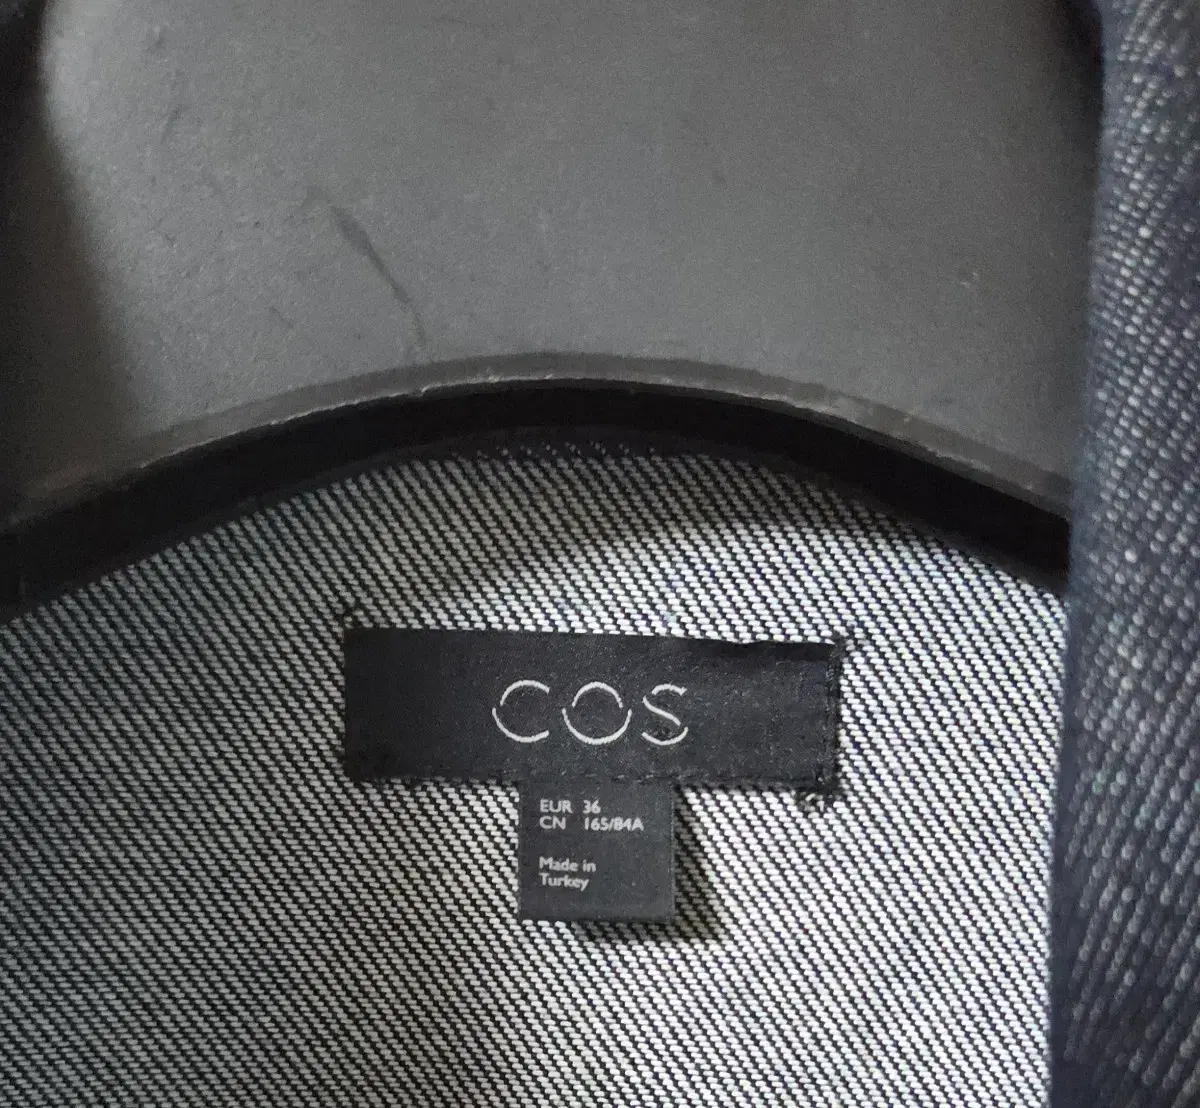 COS
EUR 36
CN 165/84A
Made in
Turkey